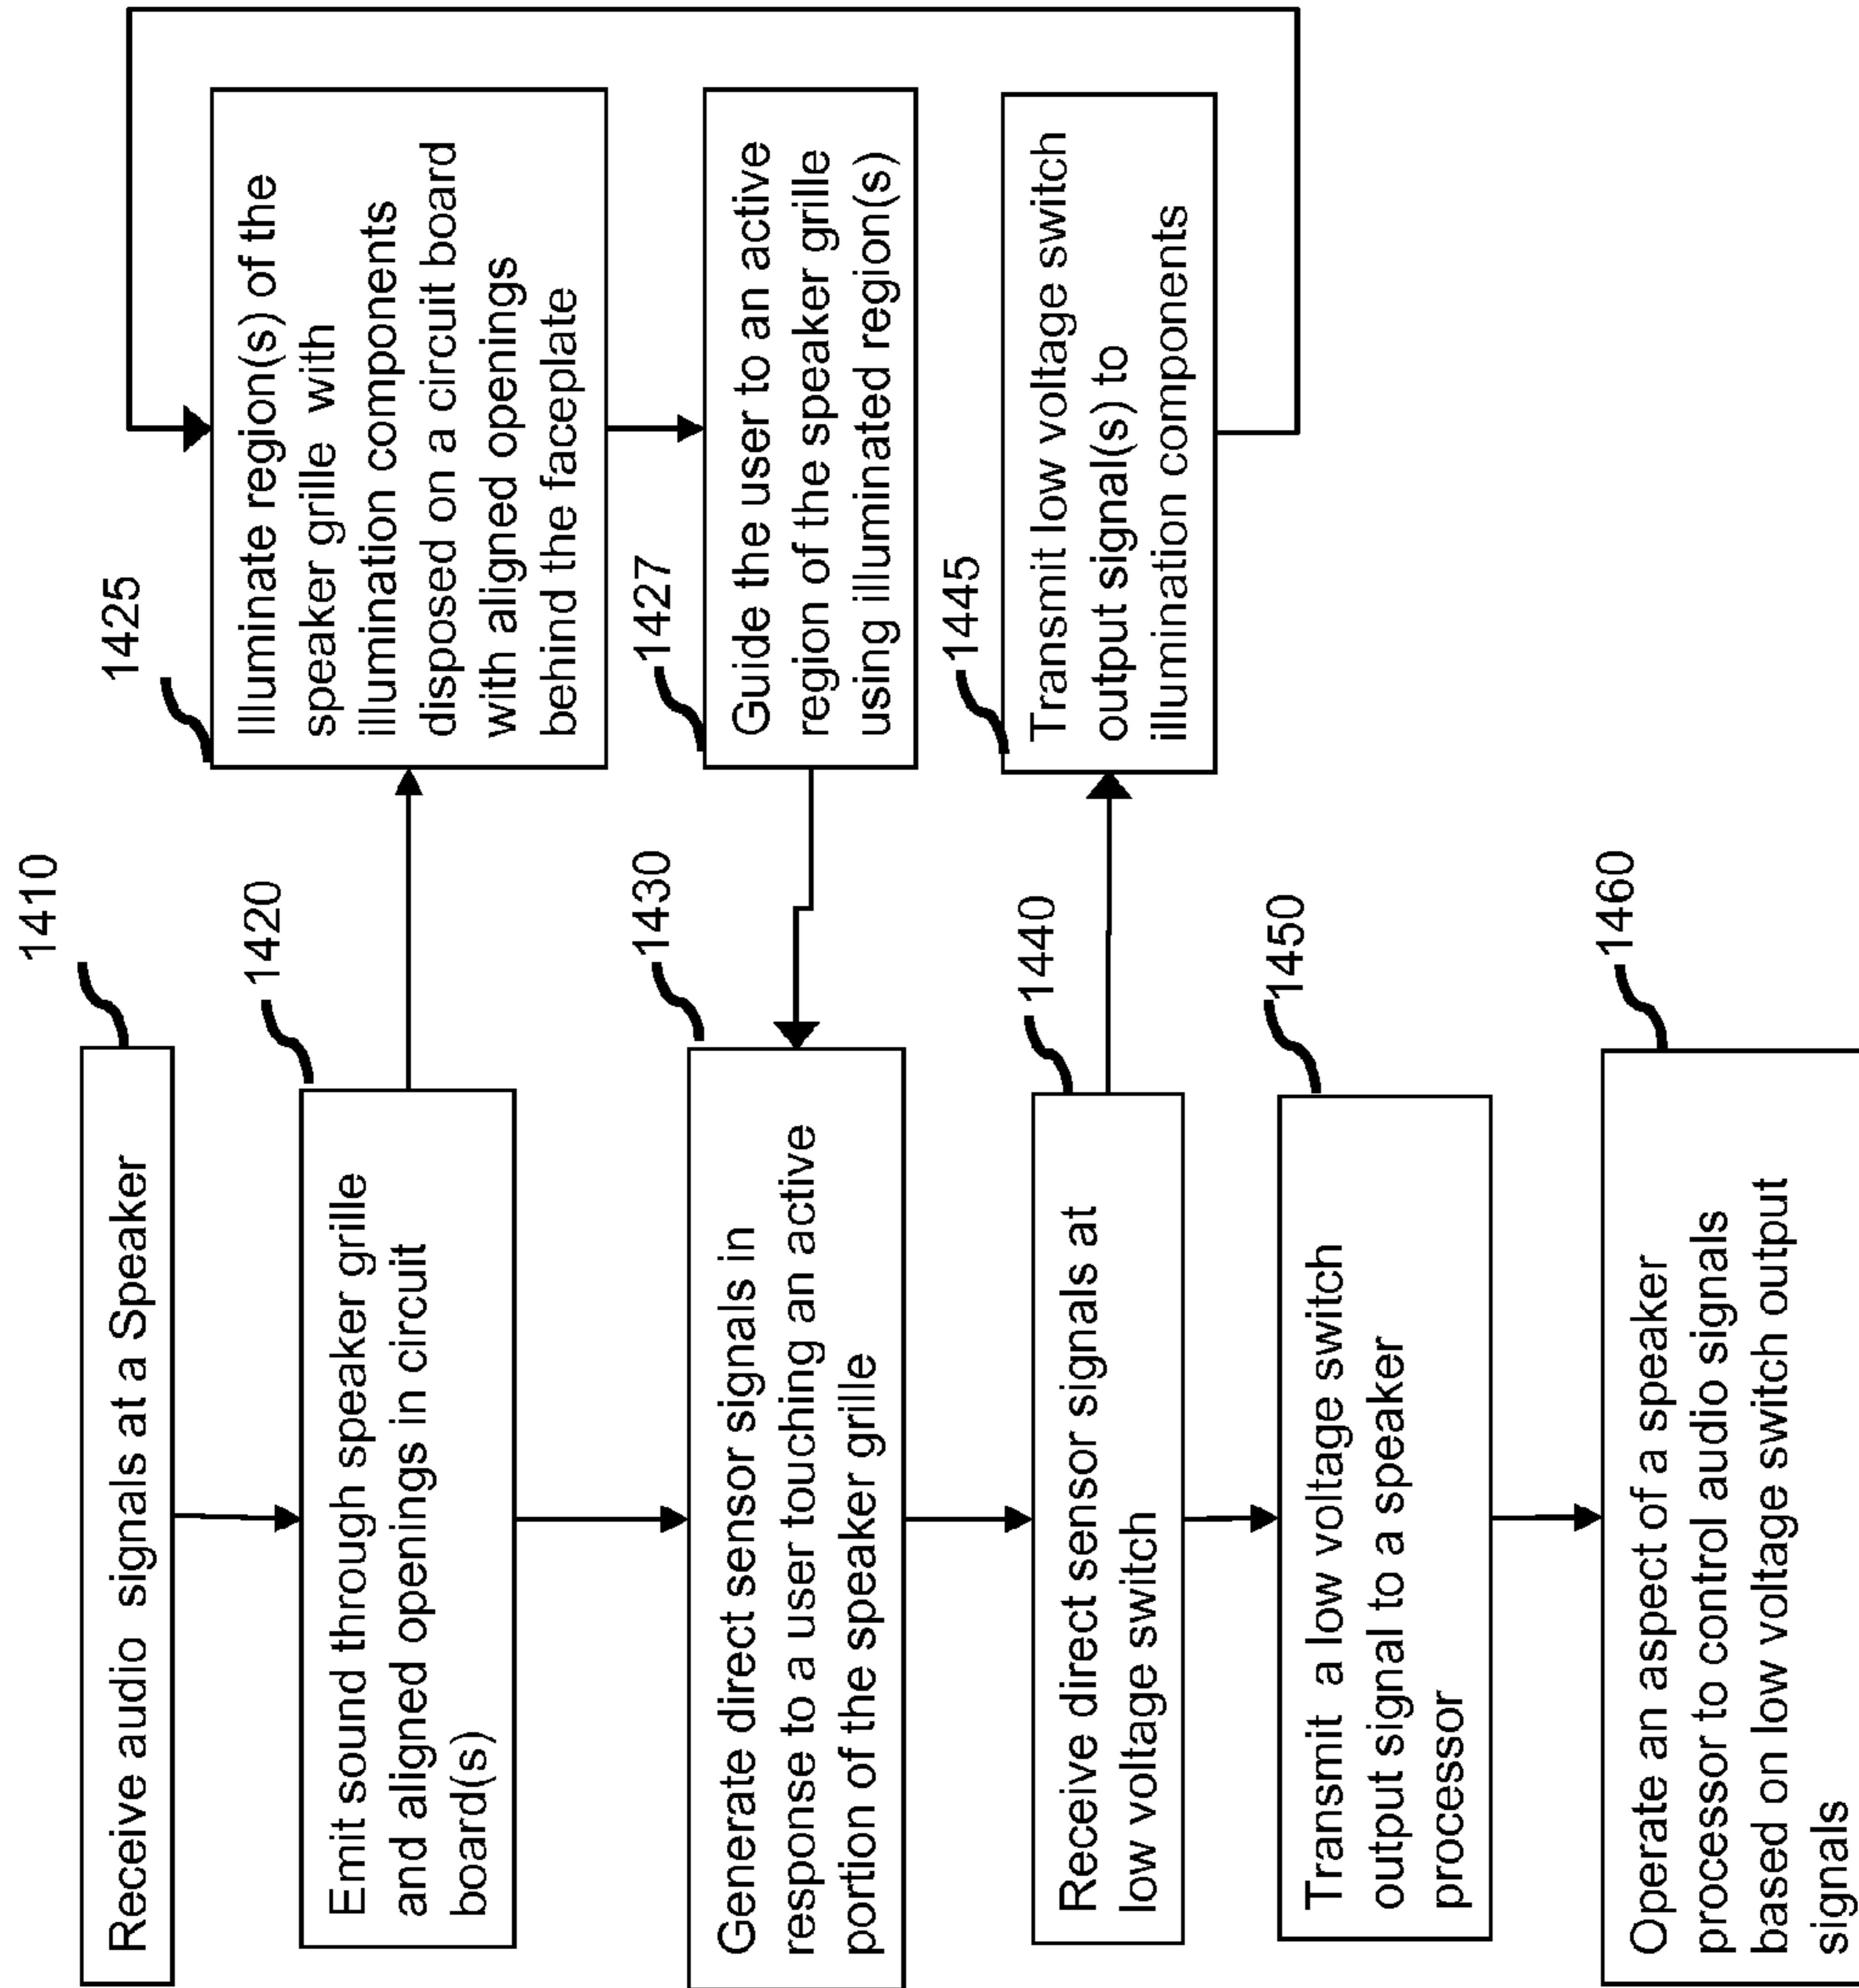 1410
Receive audio signals at a Speaker
1420
Emit sound through speaker grille
and aligned openings in circuit
board(s)
1425
Illuminate region(s) of the
speaker grille with
illumination components
disposed on a circuit board
with aligned openings
behind the faceplate
1427
Guide the user to an active
region of the speaker grille
using illuminated region(s)
1430
Generate direct sensor signals in
response to a user touching an active
portion of the speaker grille
1440
Receive direct sensor signals at
low voltage switch
1445
Transmit low voltage switch
output signal(s) to
illumination components
1450
Transmit a low voltage switch
output signal to a speaker
processor
1460
Operate an aspect of a speaker
processor to control audio signals
based on low voltage switch output
signals